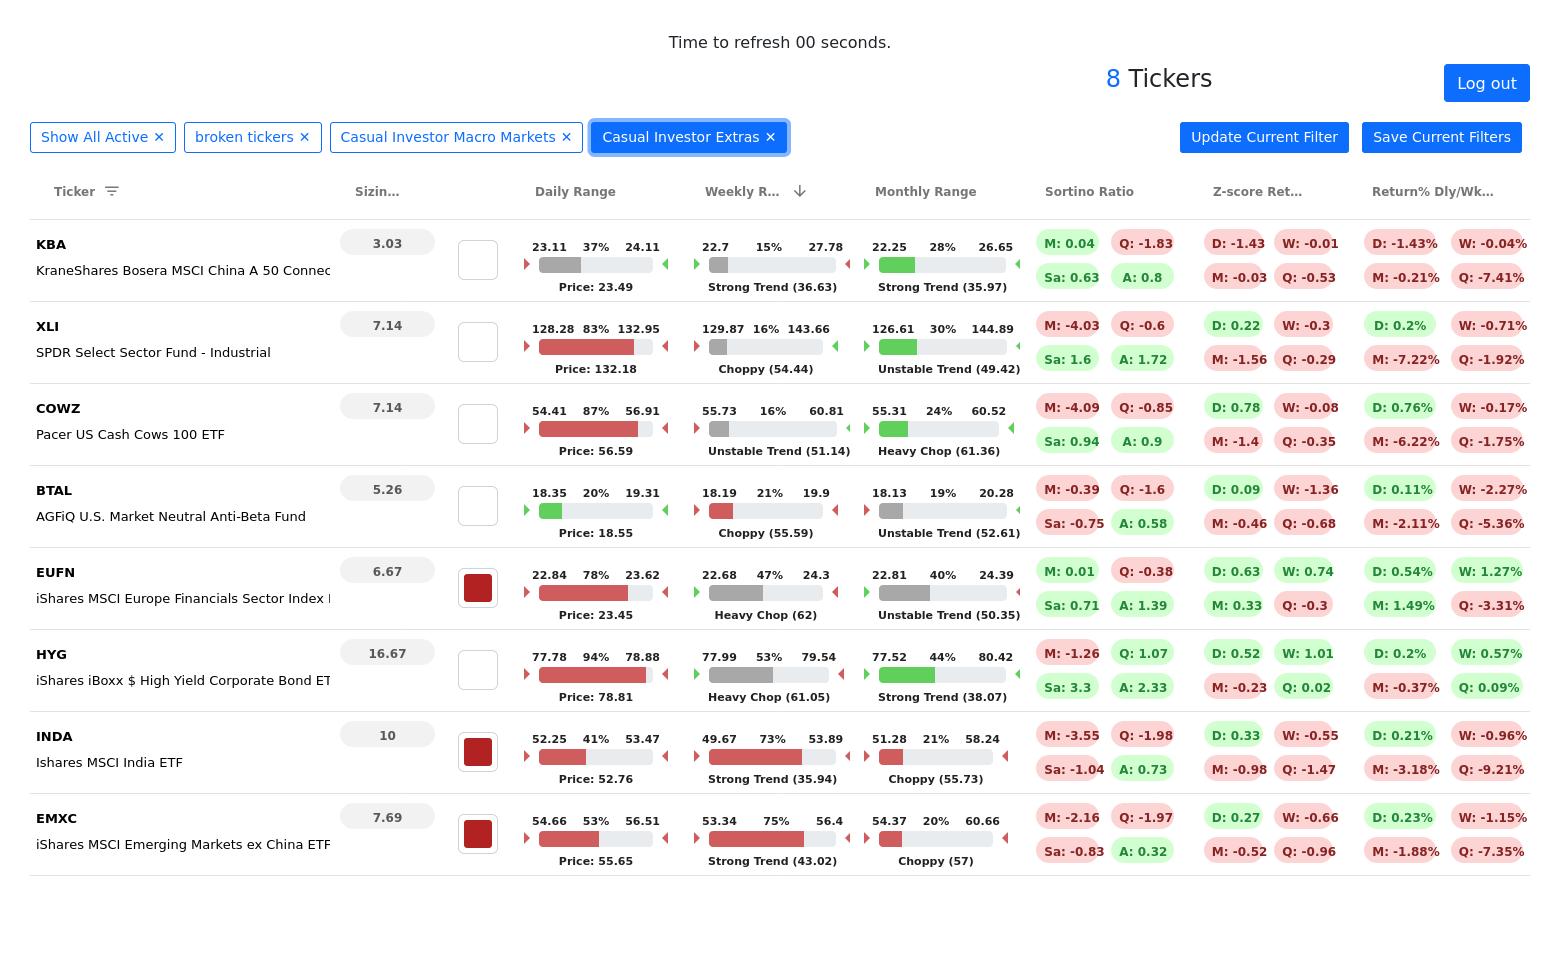 Time to refresh 00 seconds.
8 Tickers
Log out
Show All Active ✕ broken tickers ✕ Casual Investor Macro Markets ✕ Casual Investor Extras ✕ Update Current Filter Save Current Filters
Ticker Sizin... Daily Range Weekly R... Monthly Range Sortino Ratio Z-score Ret... Return% Dly/Wk...
KBA 3.03 23.11 37% 24.11 22.7 15% 27.78 22.25 28% 26.65 M: 0.04 Q: -1.83 D: -1.43 W: -0.01 D: -1.43% W: -0.04%
KraneShares Bosera MSCI China A 50 Connec Price: 23.49 Strong Trend (36.63) Strong Trend (35.97) Sa: 0.63 A: 0.8 M: -0.03 Q: -0.53 M: -0.21% Q: -7.41%
XLI 7.14 128.28 83% 132.95 129.87 16% 143.66 126.61 30% 144.89 M: -4.03 Q: -0.6 D: 0.22 W: -0.3 D: 0.2% W: -0.71%
SPDR Select Sector Fund - Industrial Price: 132.18 Choppy (54.44) Unstable Trend (49.42) Sa: 1.6 A: 1.72 M: -1.56 Q: -0.29 M: -7.22% Q: -1.92%
COWZ 7.14 54.41 87% 56.91 55.73 16% 60.81 55.31 24% 60.52 M: -4.09 Q: -0.85 D: 0.78 W: -0.08 D: 0.76% W: -0.17%
Pacer US Cash Cows 100 ETF Price: 56.59 Unstable Trend (51.14) Heavy Chop (61.36) Sa: 0.94 A: 0.9 M: -1.4 Q: -0.35 M: -6.22% Q: -1.75%
BTAL 5.26 18.35 20% 19.31 18.19 21% 19.9 18.13 19% 20.28 M: -0.39 Q: -1.6 D: 0.09 W: -1.36 D: 0.11% W: -2.27%
AGFiQ U.S. Market Neutral Anti-Beta Fund Price: 18.55 Choppy (55.59) Unstable Trend (52.61) Sa: -0.75 A: 0.58 M: -0.46 Q: -0.68 M: -2.11% Q: -5.36%
EUFN 6.67 22.84 78% 23.62 22.68 47% 24.3 22.81 40% 24.39 M: 0.01 Q: -0.38 D: 0.63 W: 0.74 D: 0.54% W: 1.27%
iShares MSCI Europe Financials Sector Index Price: 23.45 Heavy Chop (62) Unstable Trend (50.35) Sa: 0.71 A: 1.39 M: 0.33 Q: -0.3 M: 1.49% Q: -3.31%
HYG 16.67 77.78 94% 78.88 77.99 53% 79.54 77.52 44% 80.42 M: -1.26 Q: 1.07 D: 0.52 W: 1.01 D: 0.2% W: 0.57%
iShares iBoxx $ High Yield Corporate Bond ET Price: 78.81 Heavy Chop (61.05) Strong Trend (38.07) Sa: 3.3 A: 2.33 M: -0.23 Q: 0.02 M: -0.37% Q: 0.09%
INDA 10 52.25 41% 53.47 49.67 73% 53.89 51.28 21% 58.24 M: -3.55 Q: -1.98 D: 0.33 W: -0.55 D: 0.21% W: -0.96%
Ishares MSCI India ETF Price: 52.76 Strong Trend (35.94) Choppy (55.73) Sa: -1.04 A: 0.73 M: -0.98 Q: -1.47 M: -3.18% Q: -9.21%
EMXC 7.69 54.66 53% 56.51 53.34 75% 56.4 54.37 20% 60.66 M: -2.16 Q: -1.97 D: 0.27 W: -0.66 D: 0.23% W: -1.15%
iShares MSCI Emerging Markets ex China ETF Price: 55.65 Strong Trend (43.02) Choppy (57) Sa: -0.83 A: 0.32 M: -0.52 Q: -0.96 M: -1.88% Q: -7.35%